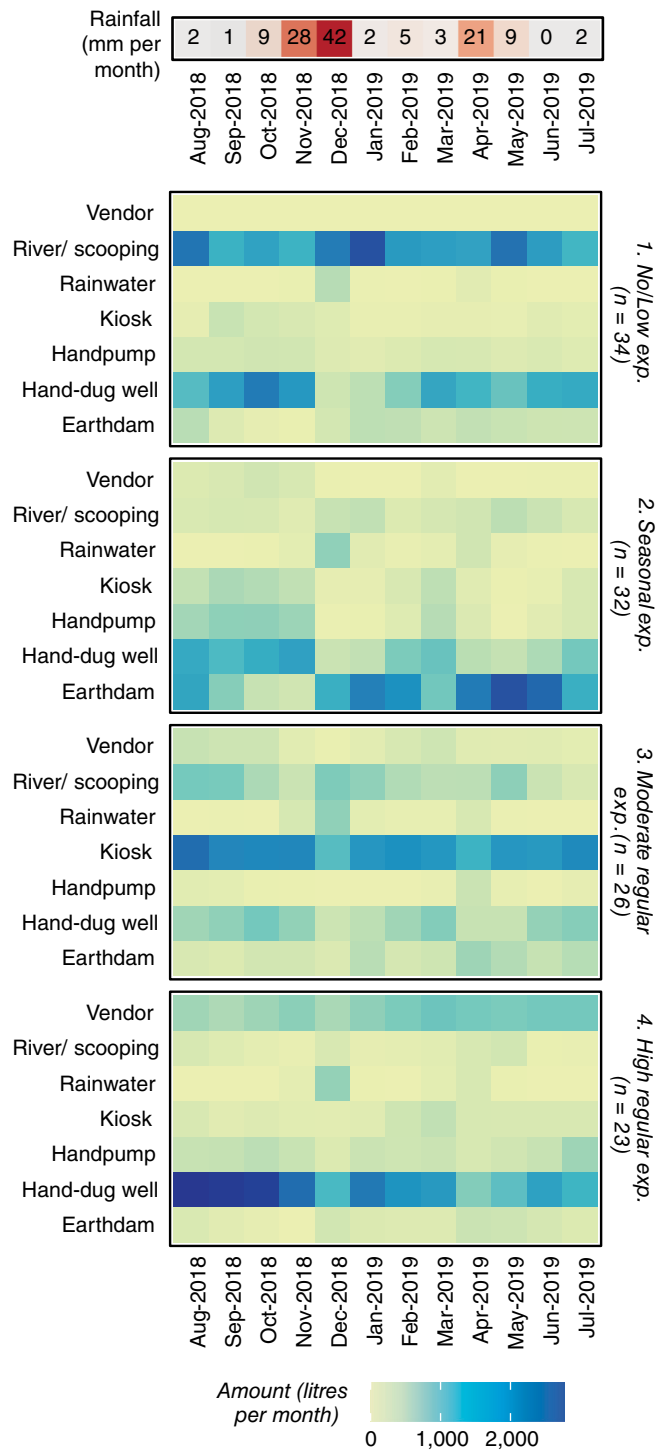 Rainfall
(mm per
month)
2 1 9 28 42 2 5 3 21 9 0 2
Aug-2018 Sep-2018 Oct-2018 Nov-2018 Dec-2018 Jan-2019 Feb-2019 Mar-2019 Apr-2019 May-2019 Jun-2019 Jul-2019
Vendor
River/ scooping
Rainwater
Kiosk
Handpump
Hand-dug well
Earthdam
1. No/Low exp.
(n = 34)
Vendor
River/ scooping
Rainwater
Kiosk
Handpump
Hand-dug well
Earthdam
2. Seasonal exp.
(n = 32)
Vendor
River/ scooping
Rainwater
Kiosk
Handpump
Hand-dug well
Earthdam
3. Moderate regular
exp.(n = 26)
Vendor
River/ scooping
Rainwater
Kiosk
Handpump
Hand-dug well
Earthdam
4. High regular exp.
(n = 23)
Aug-2018 Sep-2018 Oct-2018 Nov-2018 Dec-2018 Jan-2019 Feb-2019 Mar-2019 Apr-2019 May-2019 Jun-2019 Jul-2019
Amount (litres
per month)
0 1,000 2,000